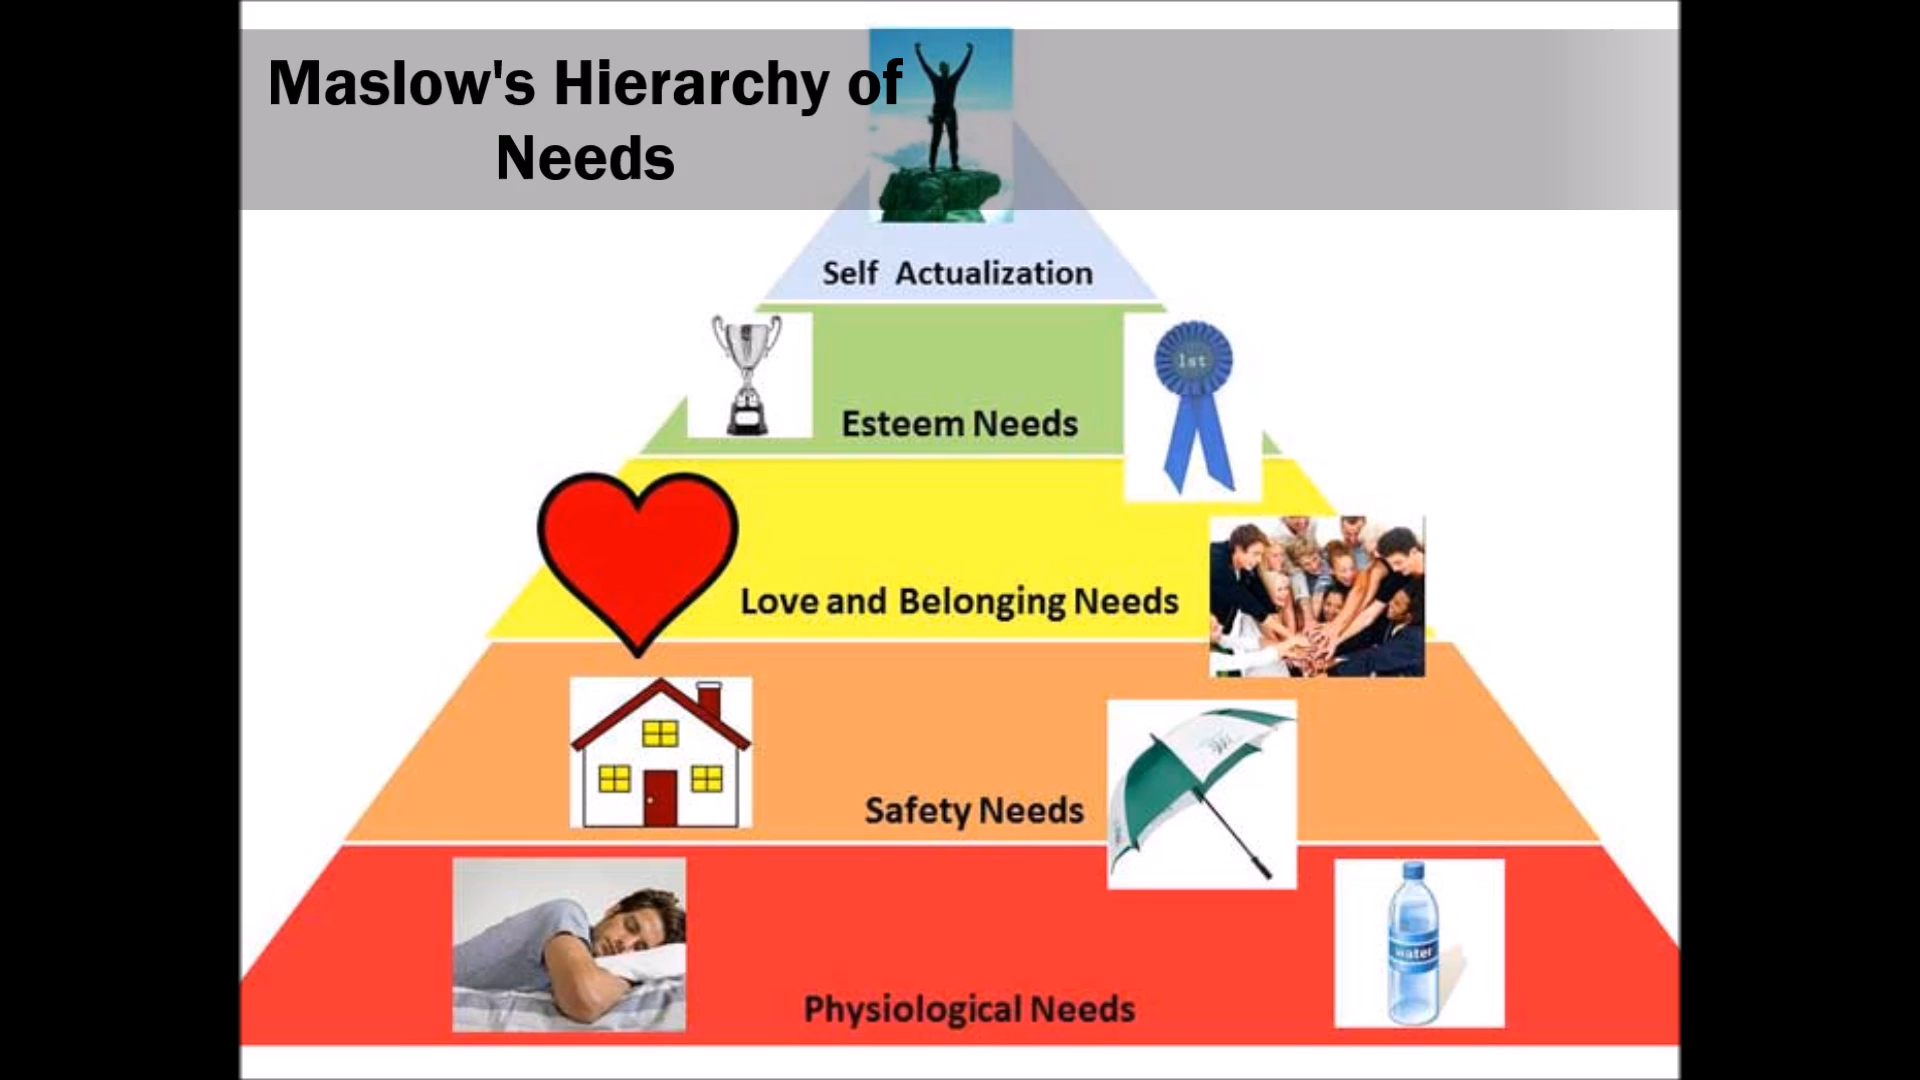 Maslow's Hierarchy of
Needs
Self Actualization
1st
Esteem Needs
Love and Belonging Needs
Safety Needs
water
Physiological Needs